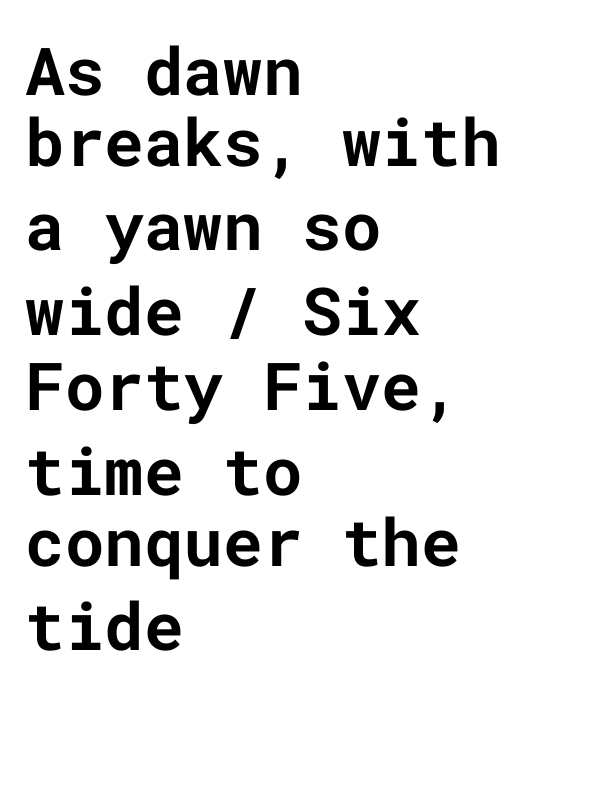 As dawn
breaks, with
a yawn so
wide / Six
Forty Five,
time to
conquer the
tide